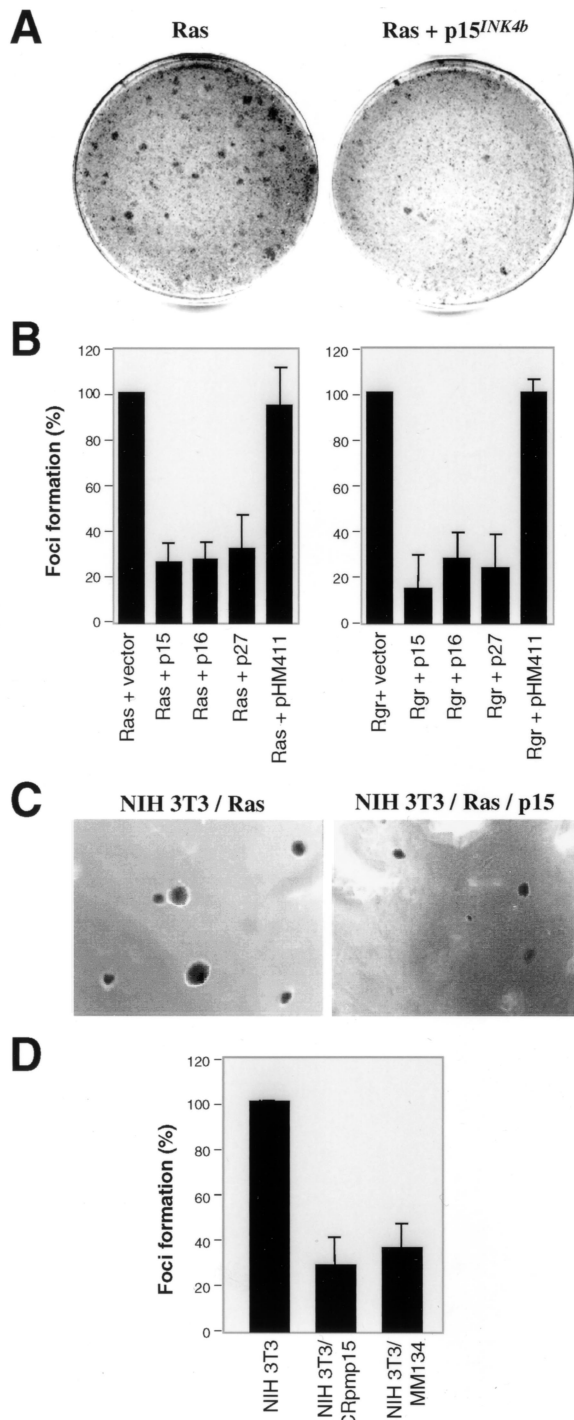 A
Ras
Ras + p15INK4b
B
Foci formation (%)
120
100
80
60
40
20
0
Ras + vector
Ras + p15
Ras + p16
Ras + p27
Ras + pHM411
120
100
80
60
40
20
0
Rgr+ vector
Rgr + p15
Rgr + p16
Rgr + p27
Rgr + pHM411
C
NIH 3T3 / Ras
NIH 3T3 / Ras / p15
D
Foci formation (%)
120
100
80
60
40
20
0
NIH 3T3
NIH 3T3/
CRpmp15
NIH 3T3/
MM134